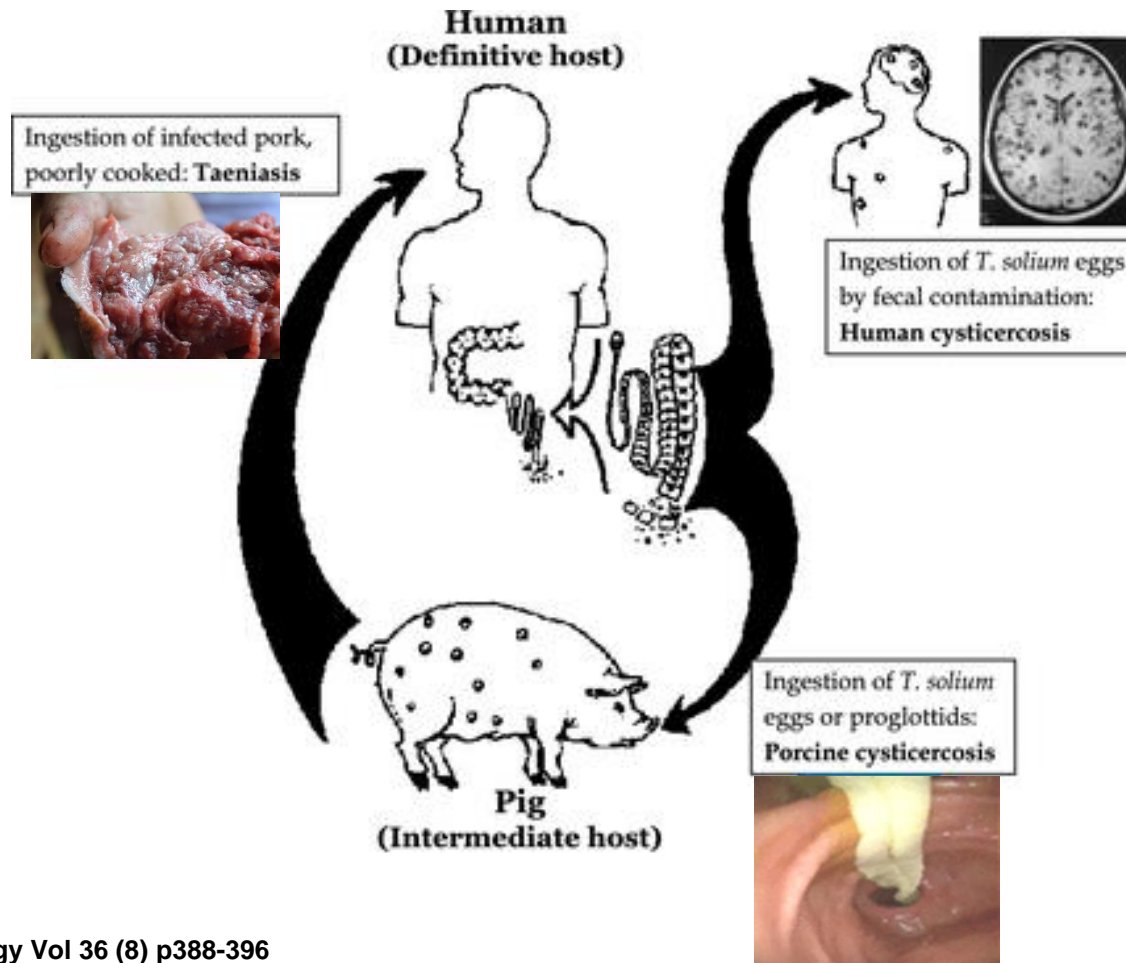 Human
(Definitive host)
Ingestion of infected pork,
poorly cooked: Taeniasis
Ingestion of T. solium eggs
by fecal contamination:
Human cysticercosis
Ingestion of T. solium
eggs or proglottids:
Porcine cysticercosis
Pig
(Intermediate host)
gy Vol 36 (8) p388-396